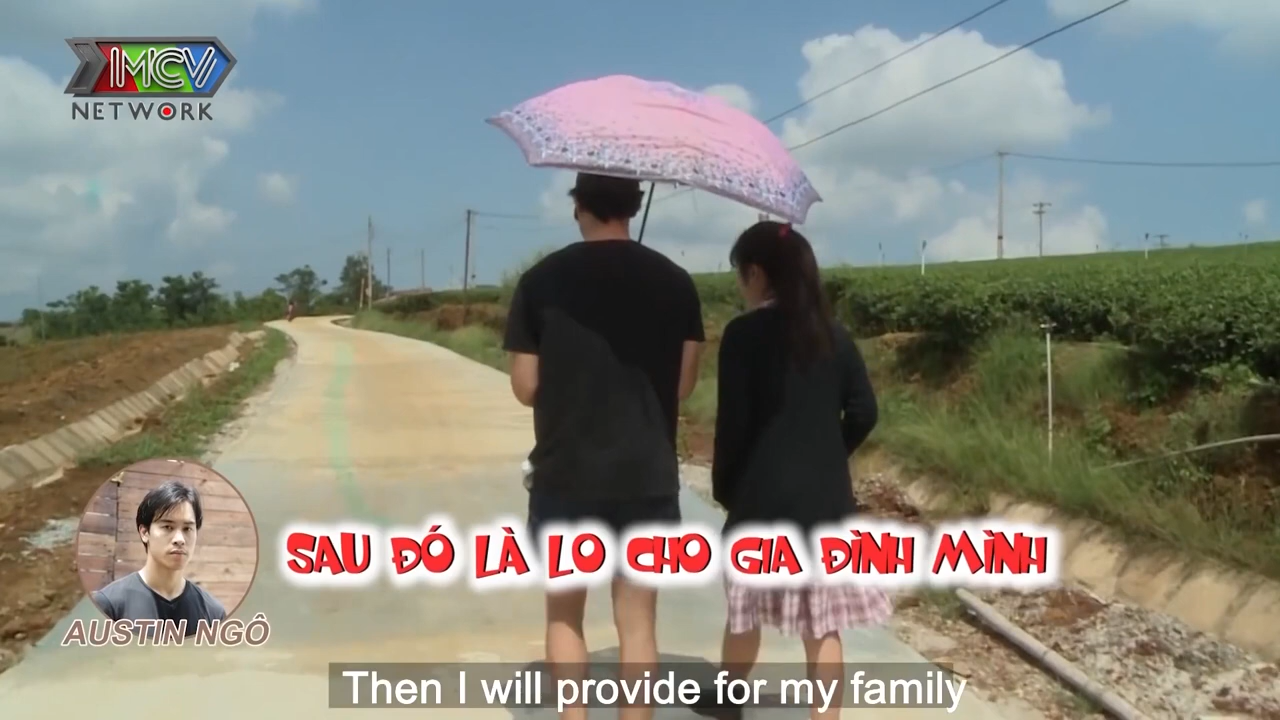 MCV
NETWORK
SAU ĐÓ LÀ LO CHO GIA ĐÌNH MÌNH
AUSTIN NGÔ
Then I will provide for my family